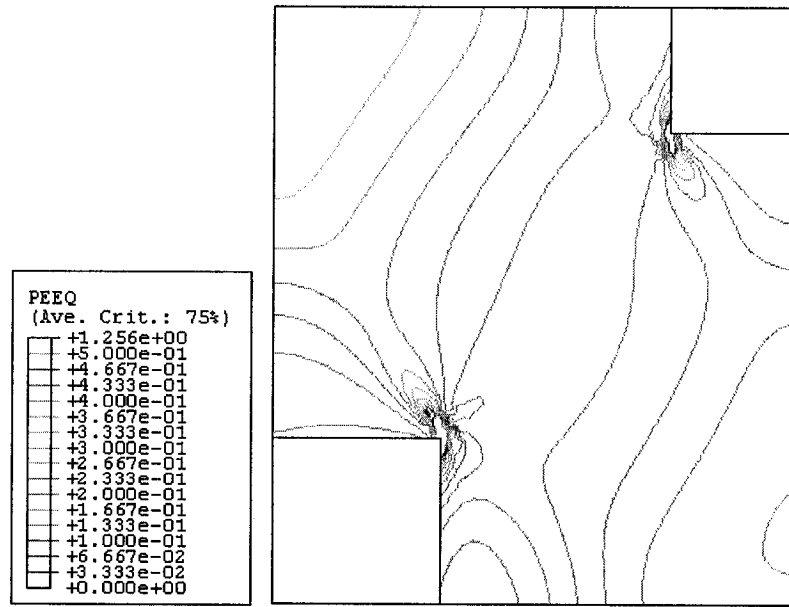 PEEQ
(Ave. Crit.: 75%)
+1.256e+00
+5.000e-01
+4.667e-01
+4.333e-01
+4.000e-01
+3.667e-01
+3.333e-01
+3.000e-01
+2.667e-01
+2.333e-01
+2.000e-01
+1.667e-01
+1.333e-01
+1.000e-01
+6.667e-02
+3.333e-02
+0.000e+00